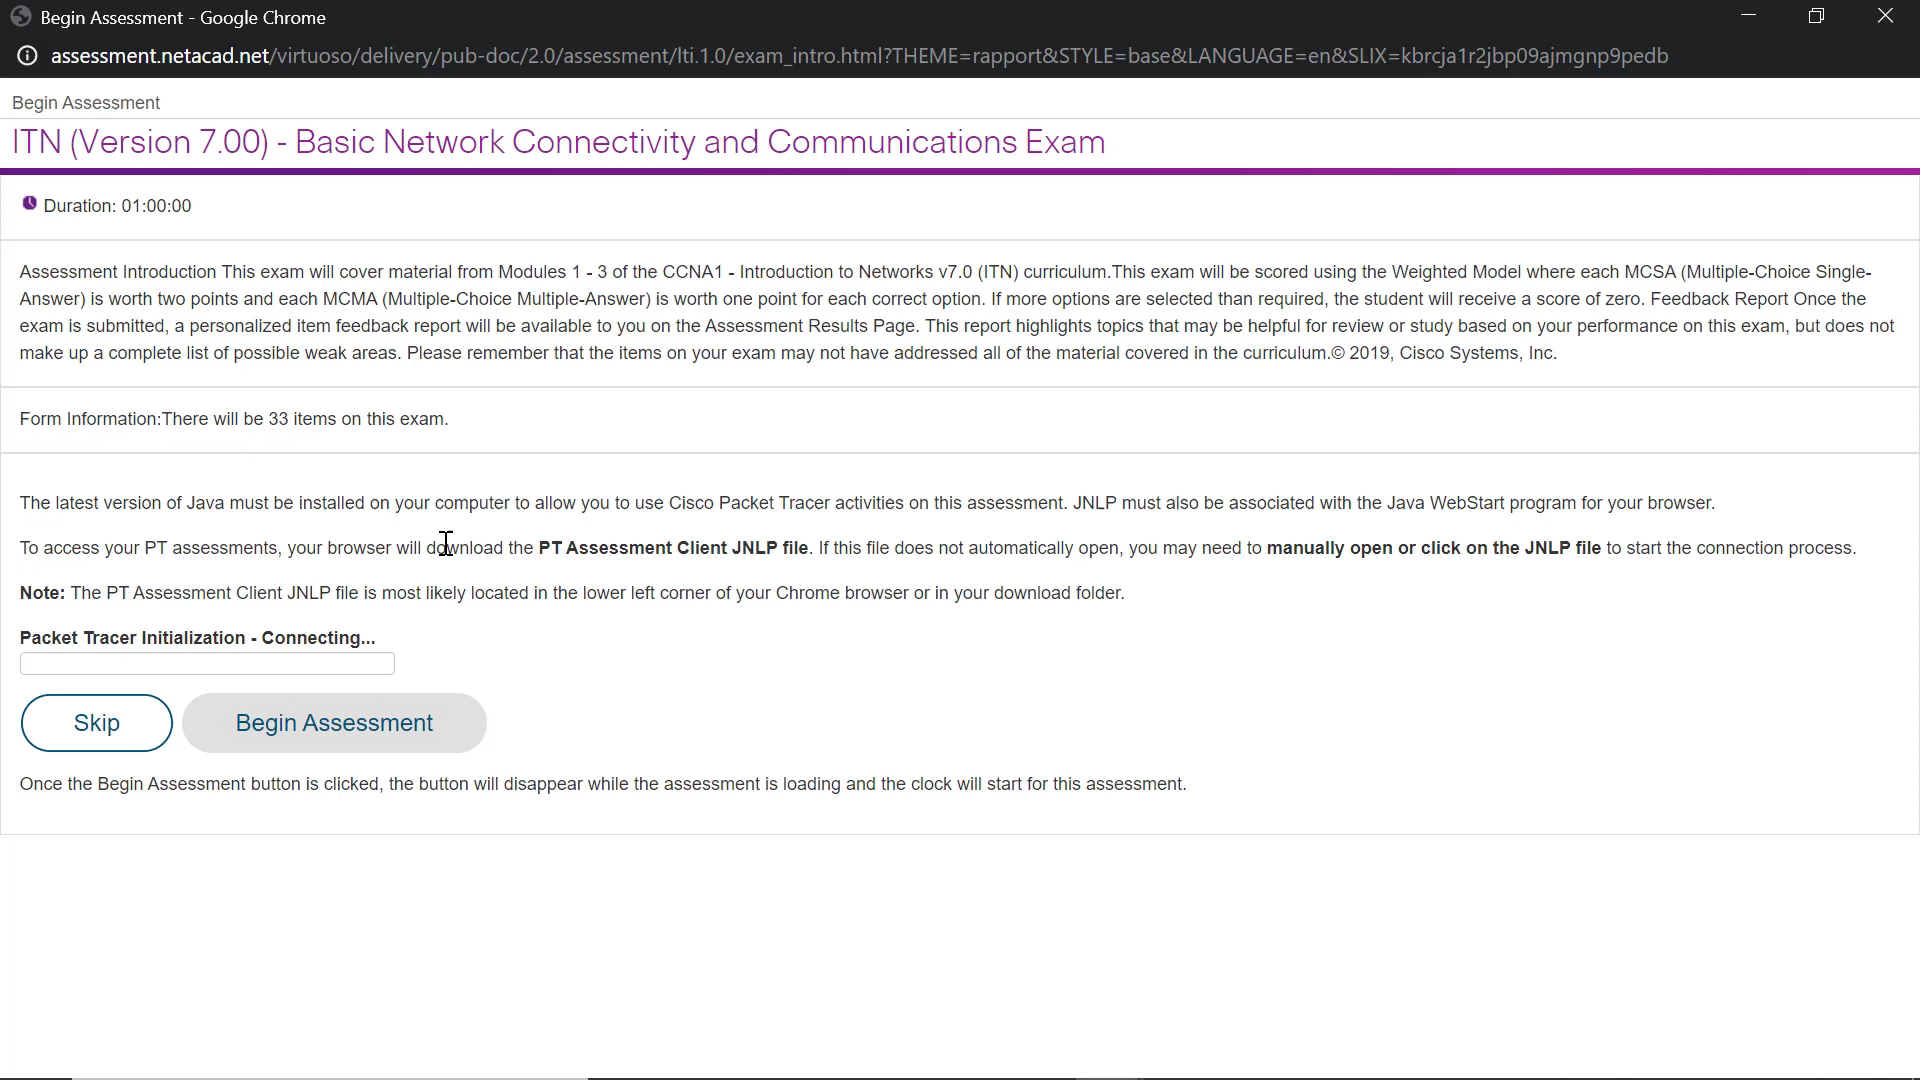 Begin Assessment - Google Chrome
assessment.netacad.net/virtuoso/delivery/pub-doc/2.0/assessment/lti.1.0/exam_intro.html?THEME=rapport&STYLE=base&LANGUAGE=en&SLIX=kbrcja1r2jbp09ajmgnp9pedb
Begin Assessment
ITN (Version 7.00) - Basic Network Connectivity and Communications Exam
Duration: 01:00:00
Assessment Introduction This exam will cover material from Modules 1 - 3 of the CCNA1 - Introduction to Networks v7.0 (ITN) curriculum.This exam will be scored using the Weighted Model where each MCSA (Multiple-Choice Single-
Answer) is worth two points and each MCMA (Multiple-Choice Multiple-Answer) is worth one point for each correct option. If more options are selected than required, the student will receive a score of zero. Feedback Report Once the
exam is submitted, a personalized item feedback report will be available to you on the Assessment Results Page. This report highlights topics that may be helpful for review or study based on your performance on this exam, but does not
make up a complete list of possible weak areas. Please remember that the items on your exam may not have addressed all of the material covered in the curriculum.© 2019, Cisco Systems, Inc.
Form Information:There will be 33 items on this exam.
The latest version of Java must be installed on your computer to allow you to use Cisco Packet Tracer activities on this assessment. JNLP must also be associated with the Java WebStart program for your browser.
To access your PT assessments, your browser will download the PT Assessment Client JNLP file. If this file does not automatically open, you may need to manually open or click on the JNLP file to start the connection process.
Note: The PT Assessment Client JNLP file is most likely located in the lower left corner of your Chrome browser or in your download folder.
Packet Tracer Initialization - Connecting...
Skip Begin Assessment
Once the Begin Assessment button is clicked, the button will disappear while the assessment is loading and the clock will start for this assessment.